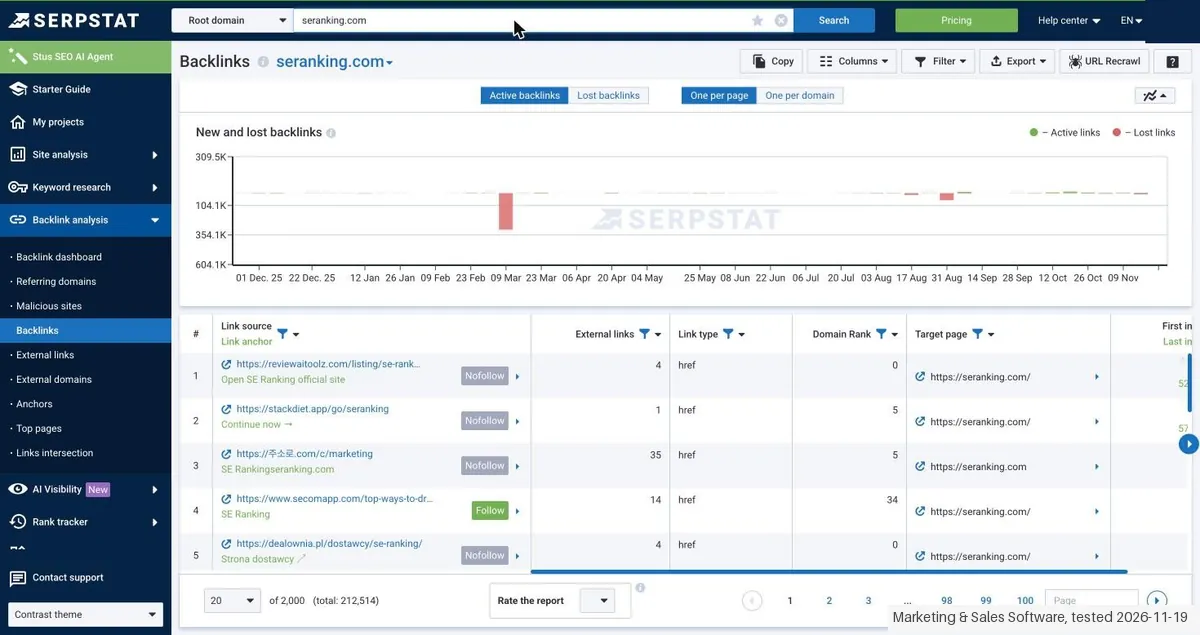 SERPSTAT
Root domain
seranking.com
Search
Pricing
Help center
EN
Stus SEO AI Agent
Starter Guide
My projects
Site analysis
Keyword research
Backlink analysis
· Backlink dashboard
· Referring domains
· Malicious sites
· Backlinks
· External links
· External domains
· Anchors
· Top pages
· Links intersection
AI Visibility New
Rank tracker
Contact support
Contrast theme
Backlinks seranking.com
Copy
Columns
Filter
Export
URL Recrawl
Active backlinks Lost backlinks
One per page One per domain
New and lost backlinks
– Active links – Lost links
309.5K
104.1K
354.1K
604.1K
SERPSTAT
01 Dec. 25 22 Dec. 25 12 Jan 26 Jan 09 Feb 23 Feb 09 Mar 23 Mar 06 Apr 20 Apr 04 May 25 May 08 Jun 22 Jun 06 Jul 20 Jul 03 Aug 17 Aug 31 Aug 14 Sep 28 Sep 12 Oct 26 Oct 09 Nov
# Link source External links Link type Domain Rank Target page First in
Link anchor Last in
1 https://reviewaitoolz.com/listing/se-rank... Nofollow 4 href 0 https://seranking.com/
Open SE Ranking official site
2 https://stackdiet.app/go/seranking Nofollow 1 href 5 https://seranking.com/
Continue now →
3 https://주소로.com/c/marketing Nofollow 35 href 5 https://seranking.com
SE Rankingseranking.com
4 https://www.secomapp.com/top-ways-to-dr... Follow 14 href 34 https://seranking.com/
SE Ranking
5 https://dealownia.pl/dostawcy/se-ranking/ Nofollow 4 href 0 https://seranking.com/
Strona dostawcy ↗
20 of 2,000 (total: 212,514)
Rate the report
1 2 3 ... 98 99 100 Page
Marketing & Sales Software, tested 2026-11-19